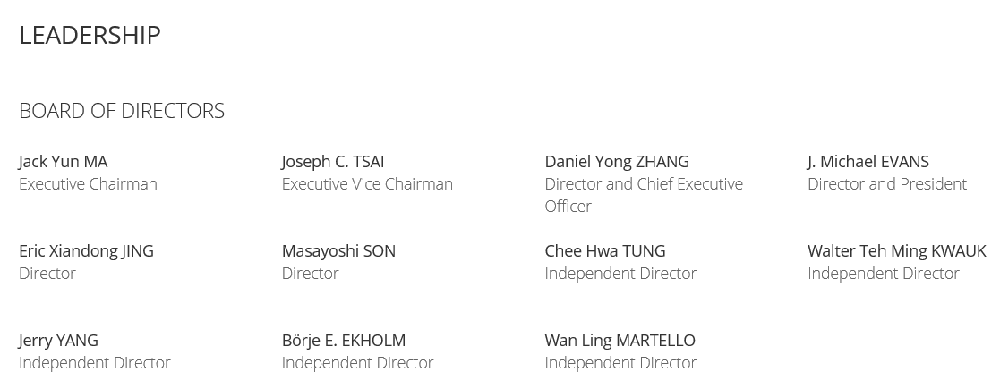 LEADERSHIP
BOARD OF DIRECTORS
Jack Yun MA
Executive Chairman
Joseph C. TSAI
Executive Vice Chairman
Daniel Yong ZHANG
Director and Chief Executive
Officer
J. Michael EVANS
Director and President
Eric Xiandong JING
Director
Masayoshi SON
Director
Chee Hwa TUNG
Independent Director
Walter Teh Ming KWAUK
Independent Director
Jerry YANG
Independent Director
Börje E. EKHOLM
Independent Director
Wan Ling MARTELLO
Independent Director